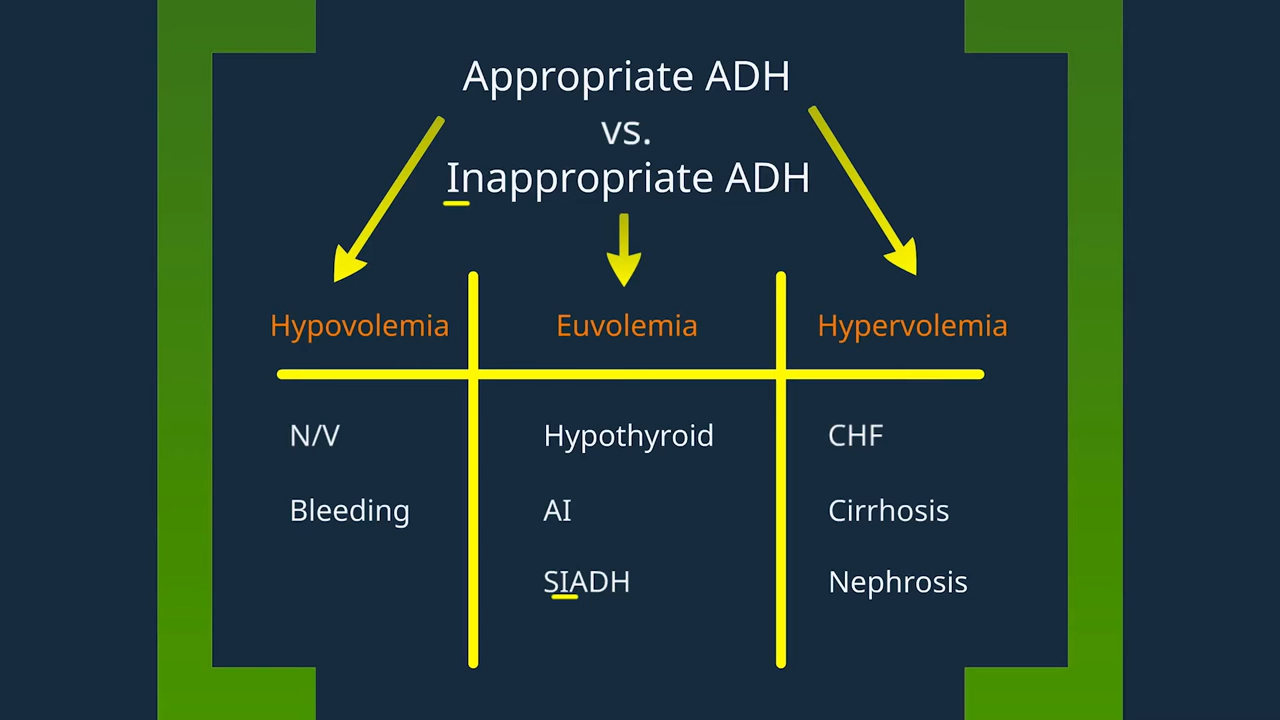 Appropriate ADH
vs.
Inappropriate ADH
Hypovolemia Euvolemia Hypervolemia
N/V Hypothyroid CHF
Bleeding AI Cirrhosis
SIADH Nephrosis